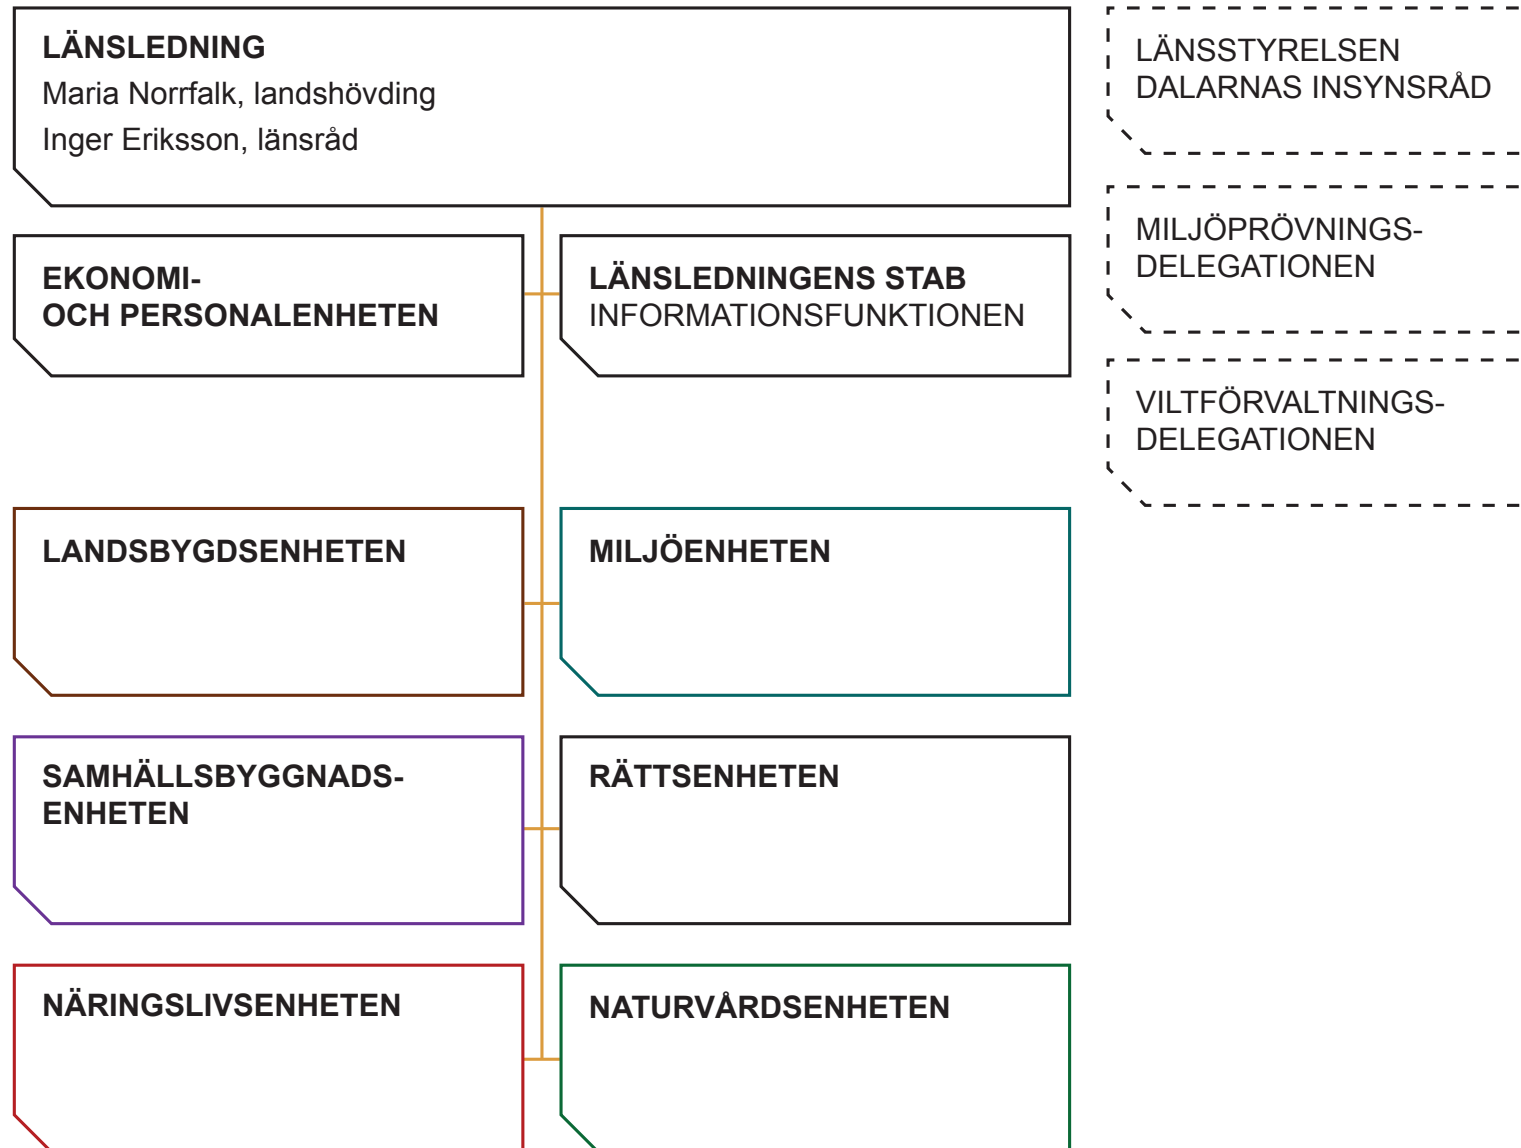 LÄNSLEDNING
Maria Norrfalk, landshövding
Inger Eriksson, länsråd
LÄNSSTYRELSEN
DALARNAS INSYNSRÅD
MILJÖPRÖVNINGS-
DELEGATIONEN
VILTFÖRVALTNINGS-
DELEGATIONEN
EKONOMI-
OCH PERSONALENHETEN
LÄNSLEDNINGENS STAB
INFORMATIONSFUNKTIONEN
LANDSBYGDSENHETEN
MILJÖENHETEN
SAMHÄLLSBYGGNADS-
ENHETEN
RÄTTSENHETEN
NÄRINGSLIVSENHETEN
NATURVÅRDSENHETEN